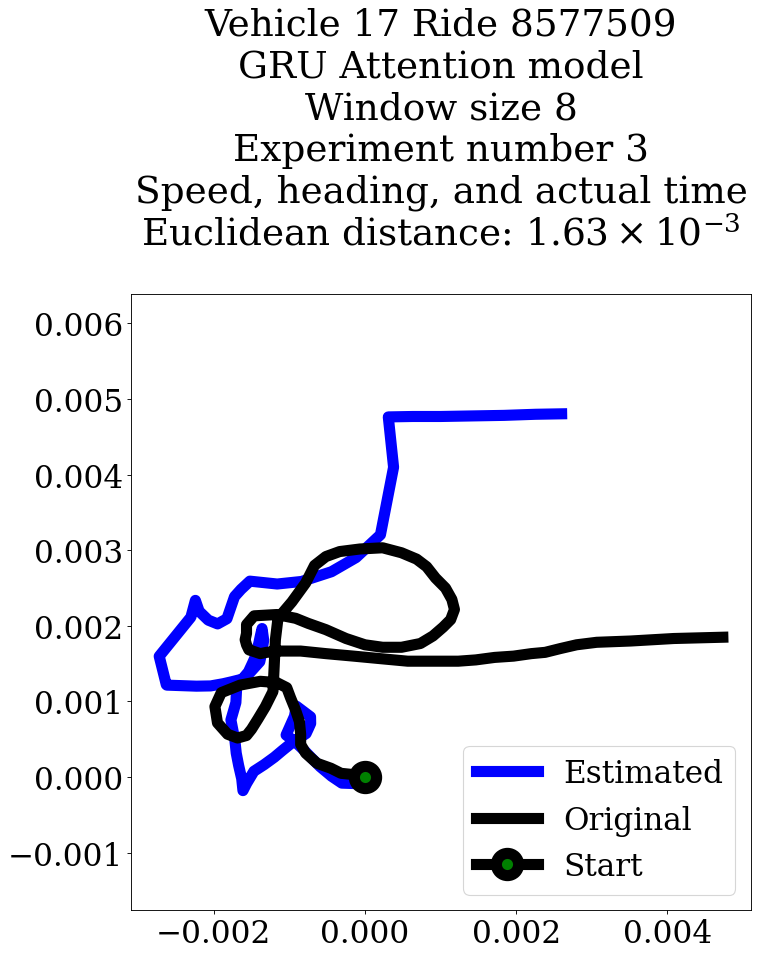 Vehicle 17 Ride 8577509
GRU Attention model
Window size 8
Experiment number 3
Speed, heading, and actual time
Euclidean distance: 1.63 × 10⁻³
0.006
0.005
0.004
0.003
0.002
0.001
0.000
−0.001
−0.002 0.000 0.002 0.004
Estimated
Original
Start